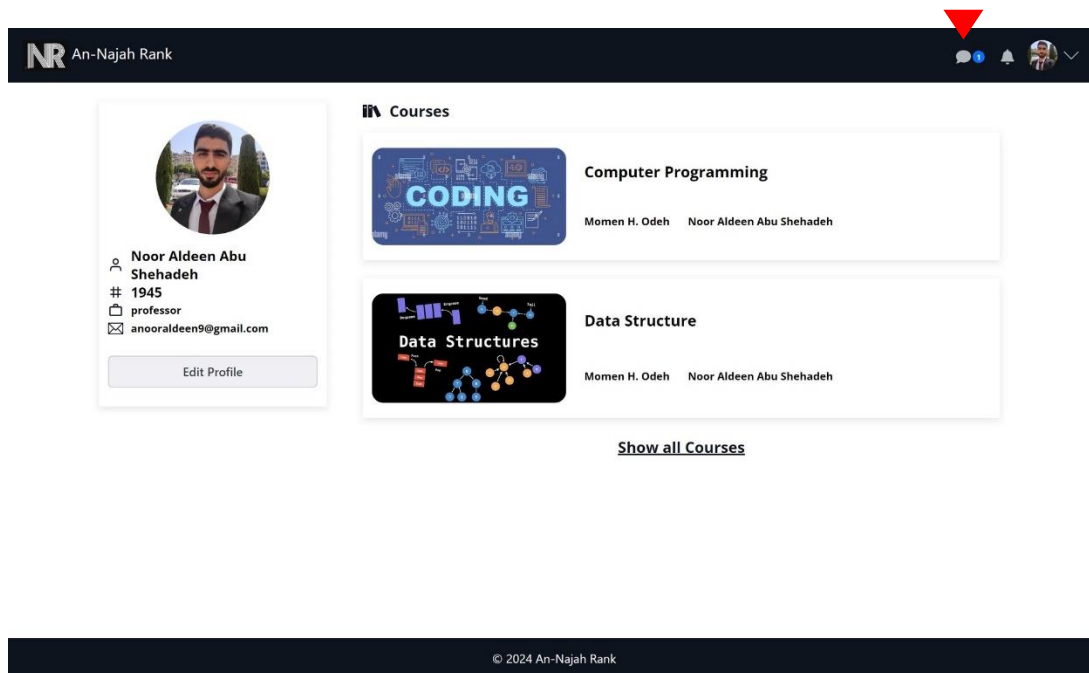 NR An-Najah Rank
1
Courses
CODING
Computer Programming
Momen H. Odeh Noor Aldeen Abu Shehadeh
Noor Aldeen Abu
Shehadeh
# 1945
professor
anooraldeen9@gmail.com
Edit Profile
Data Structures
Data Structure
Momen H. Odeh Noor Aldeen Abu Shehadeh
Show all Courses
© 2024 An-Najah Rank